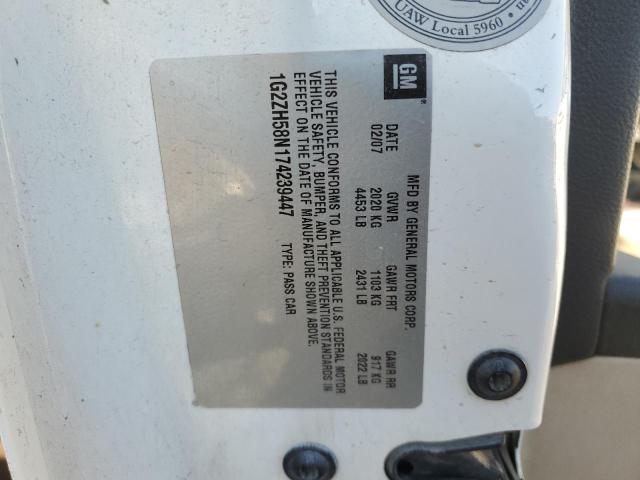 UAW Local 5960
GM
MFD BY GENERAL MOTORS CORP.
DATE GVWR GAWR FRT GAWR RR
02/07 2020 KG 1103 KG 917 KG
4453 LB 2431 LB 2022 LB
THIS VEHICLE CONFORMS TO ALL APPLICABLE U.S. FEDERAL MOTOR
VEHICLE SAFETY, BUMPER, AND THEFT PREVENTION STANDARDS IN
EFFECT ON THE DATE OF MANUFACTURE SHOWN ABOVE.
1G2ZH58N174239447 TYPE: PASS CAR